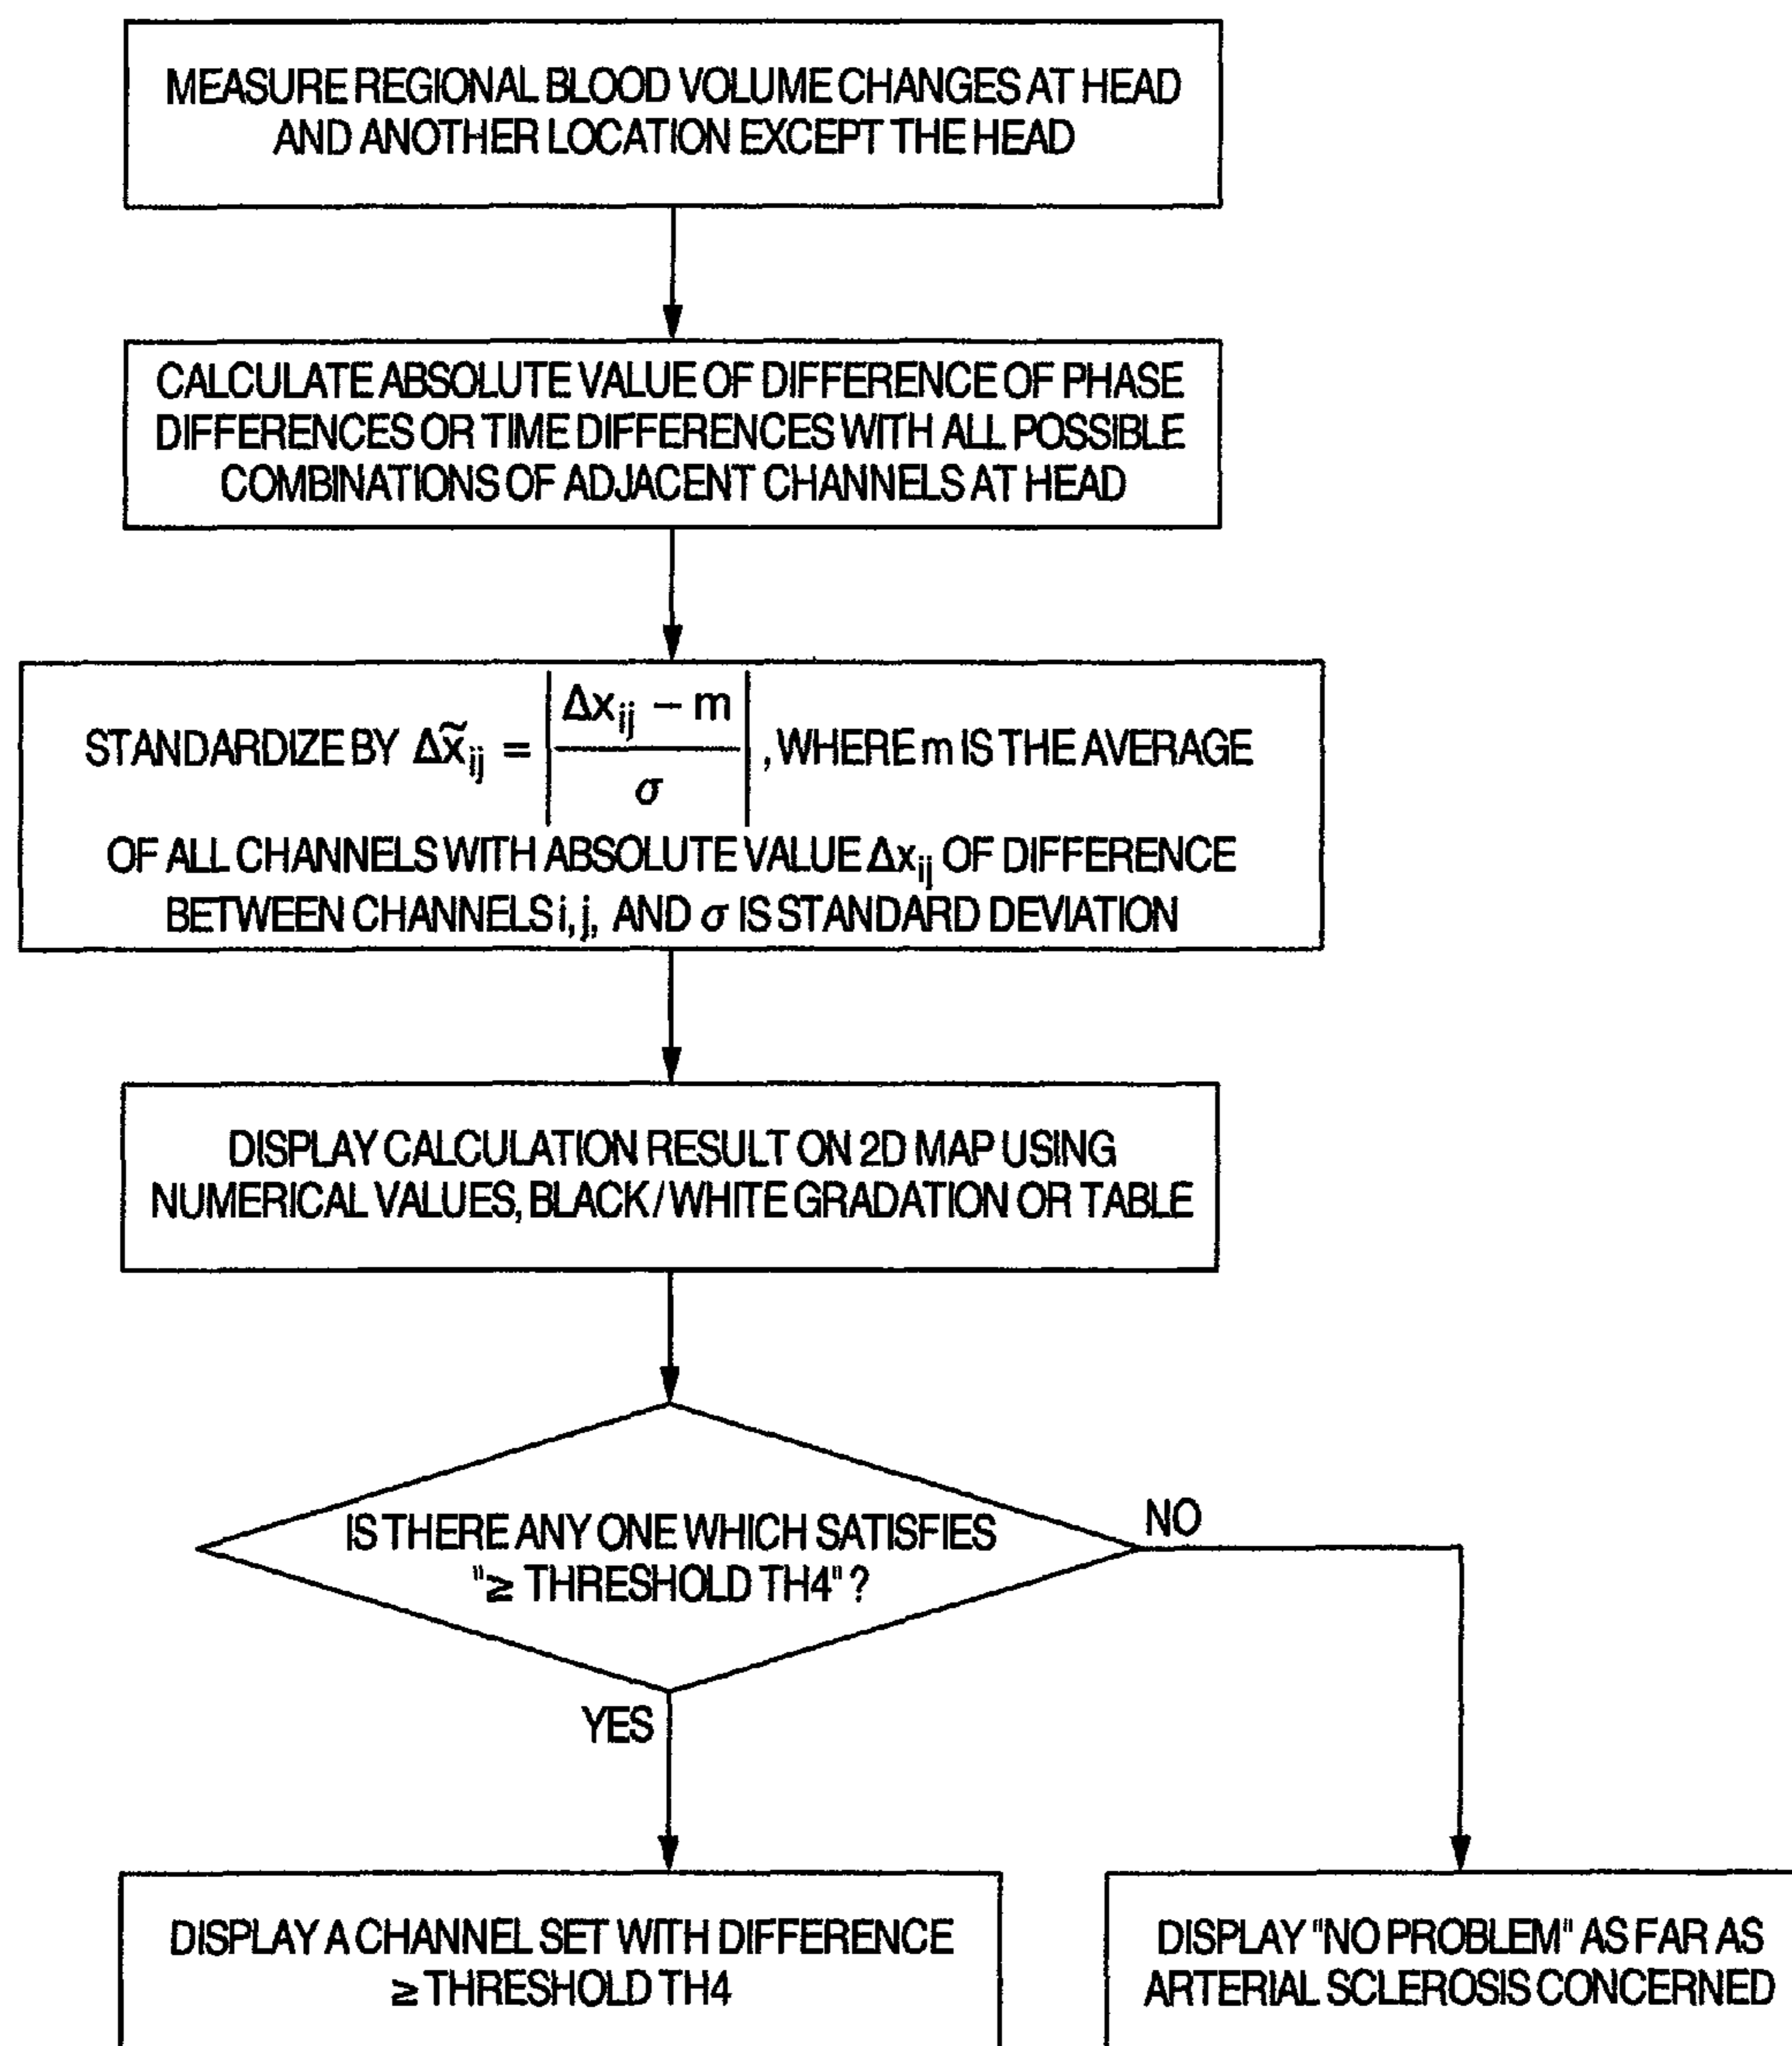 MEASURE REGIONAL BLOOD VOLUME CHANGES AT HEAD
AND ANOTHER LOCATION EXCEPT THE HEAD
CALCULATE ABSOLUTE VALUE OF DIFFERENCE OF PHASE
DIFFERENCES OR TIME DIFFERENCES WITH ALL POSSIBLE
COMBINATIONS OF ADJACENT CHANNELS AT HEAD
STANDARDIZE BY Δx̃ij = |(Δxij − m)/σ|, WHERE m IS THE AVERAGE
OF ALL CHANNELS WITH ABSOLUTE VALUE Δxij OF DIFFERENCE
BETWEEN CHANNELS i, j, AND σ IS STANDARD DEVIATION
DISPLAY CALCULATION RESULT ON 2D MAP USING
NUMERICAL VALUES, BLACK/WHITE GRADATION OR TABLE
IS THERE ANY ONE WHICH SATISFIES
"≥ THRESHOLD TH4" ?
NO
YES
DISPLAY A CHANNEL SET WITH DIFFERENCE
≥ THRESHOLD TH4
DISPLAY "NO PROBLEM" AS FAR AS
ARTERIAL SCLEROSIS CONCERNED